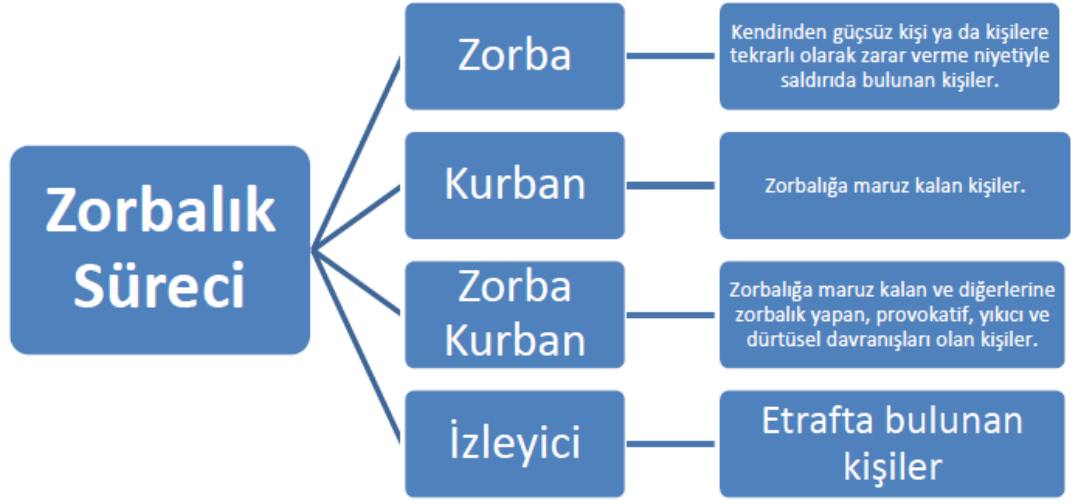 Zorbalık
Süreci
Zorba
Kendinden güçsüz kişi ya da kişilere
tekrarlı olarak zarar verme niyetiyle
saldırıda bulunan kişiler.
Kurban
Zorbalığa maruz kalan kişiler.
Zorba
Kurban
Zorbalığa maruz kalan ve diğerlerine
zorbalık yapan, provokatif, yıkıcı ve
dürtüsel davranışları olan kişiler.
İzleyici
Etrafta bulunan
kişiler